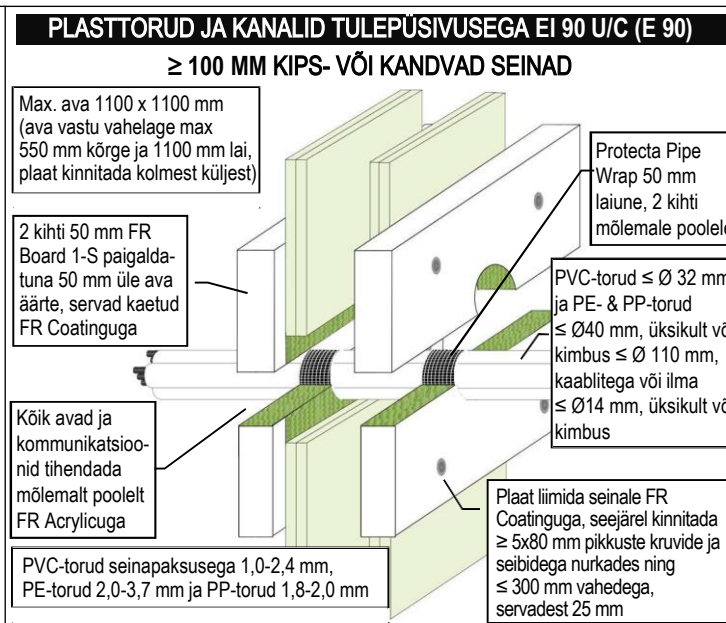 PLASTTORUD JA KANALID TULEPÜSIVUSEGA EI 90 U/C (E 90)
≥ 100 MM KIPS- VÕI KANDVAD SEINAD
Max. ava 1100 x 1100 mm
(ava vastu vahelage max
550 mm kõrge ja 1100 mm lai,
plaat kinnitada kolmest küljest)
2 kihti 50 mm FR
Board 1-S paigalda-
tuna 50 mm üle ava
äärte, servad kaetud
FR Coatinguga
Kõik avad ja
kommunikatsioo-
nid tihendada
mõlemalt poolelt
FR Acrylicuga
PVC-torud seinapaksusega 1,0-2,4 mm,
PE-torud 2,0-3,7 mm ja PP-torud 1,8-2,0 mm
Protecta Pipe
Wrap 50 mm
laiune, 2 kihti
mõlemale poolele
PVC-torud ≤ Ø 32 mm
ja PE- & PP-torud
≤ Ø40 mm, üksikult või
kimbus ≤ Ø 110 mm,
kaablitega või ilma
≤ Ø14 mm, üksikult või
kimbus
Plaat liimida seinale FR
Coatinguga, seejärel kinnitada
≥ 5x80 mm pikkuste kruvide ja
seibidega nurkades ning
≤ 300 mm vahedega,
servadest 25 mm